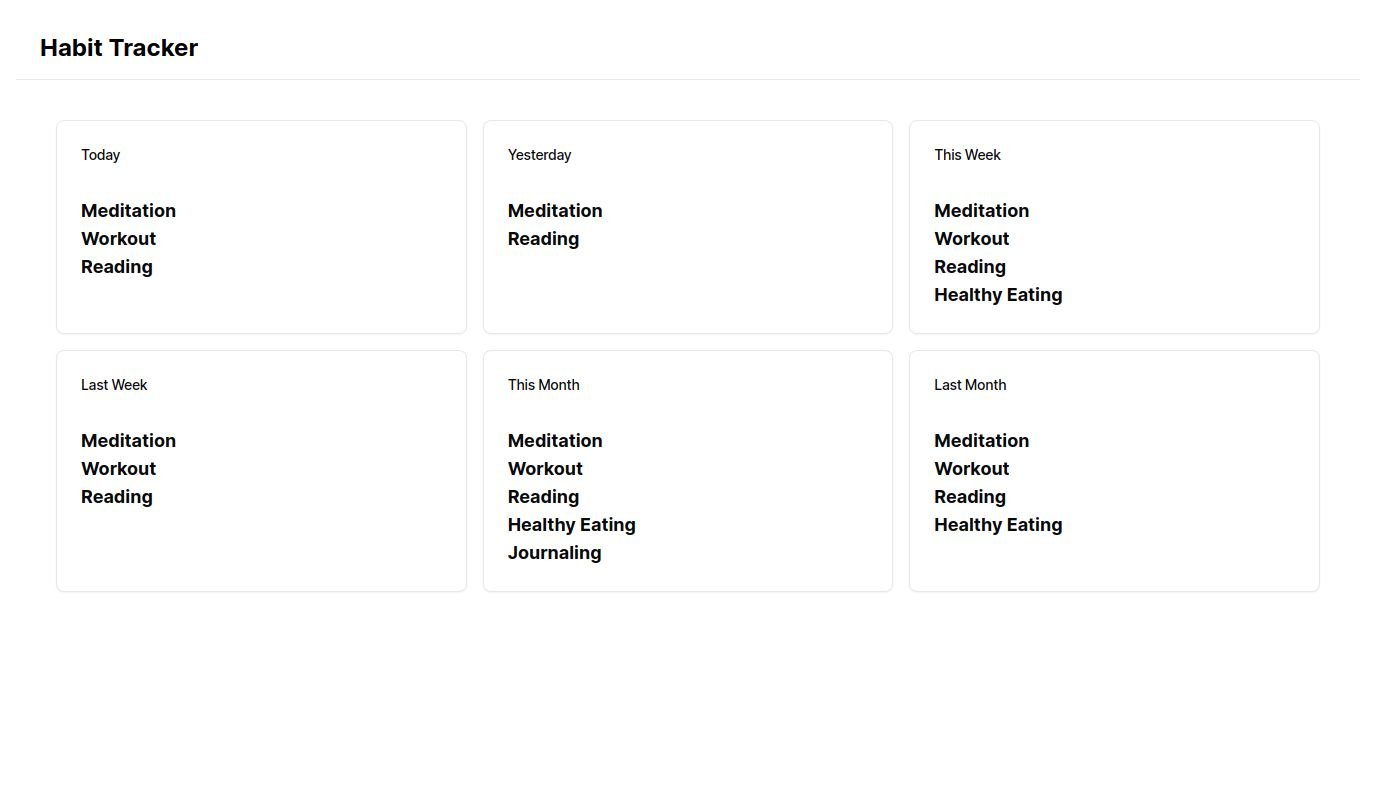 Habit Tracker
Today
Meditation
Workout
Reading
Yesterday
Meditation
Reading
This Week
Meditation
Workout
Reading
Healthy Eating
Last Week
Meditation
Workout
Reading
This Month
Meditation
Workout
Reading
Healthy Eating
Journaling
Last Month
Meditation
Workout
Reading
Healthy Eating